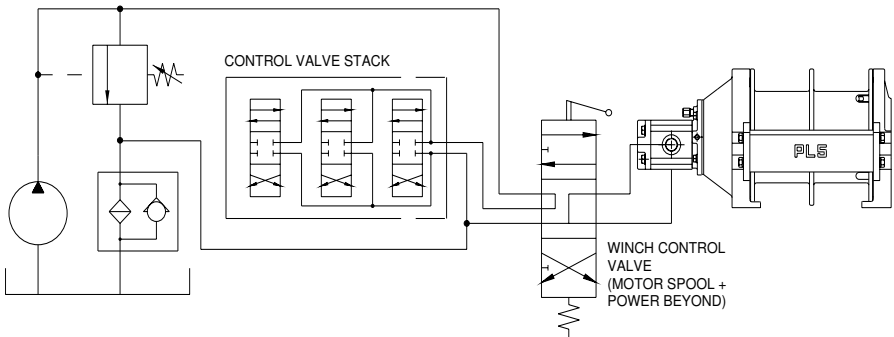 CONTROL VALVE STACK
PLS
WINCH CONTROL
VALVE
(MOTOR SPOOL +
POWER BEYOND)